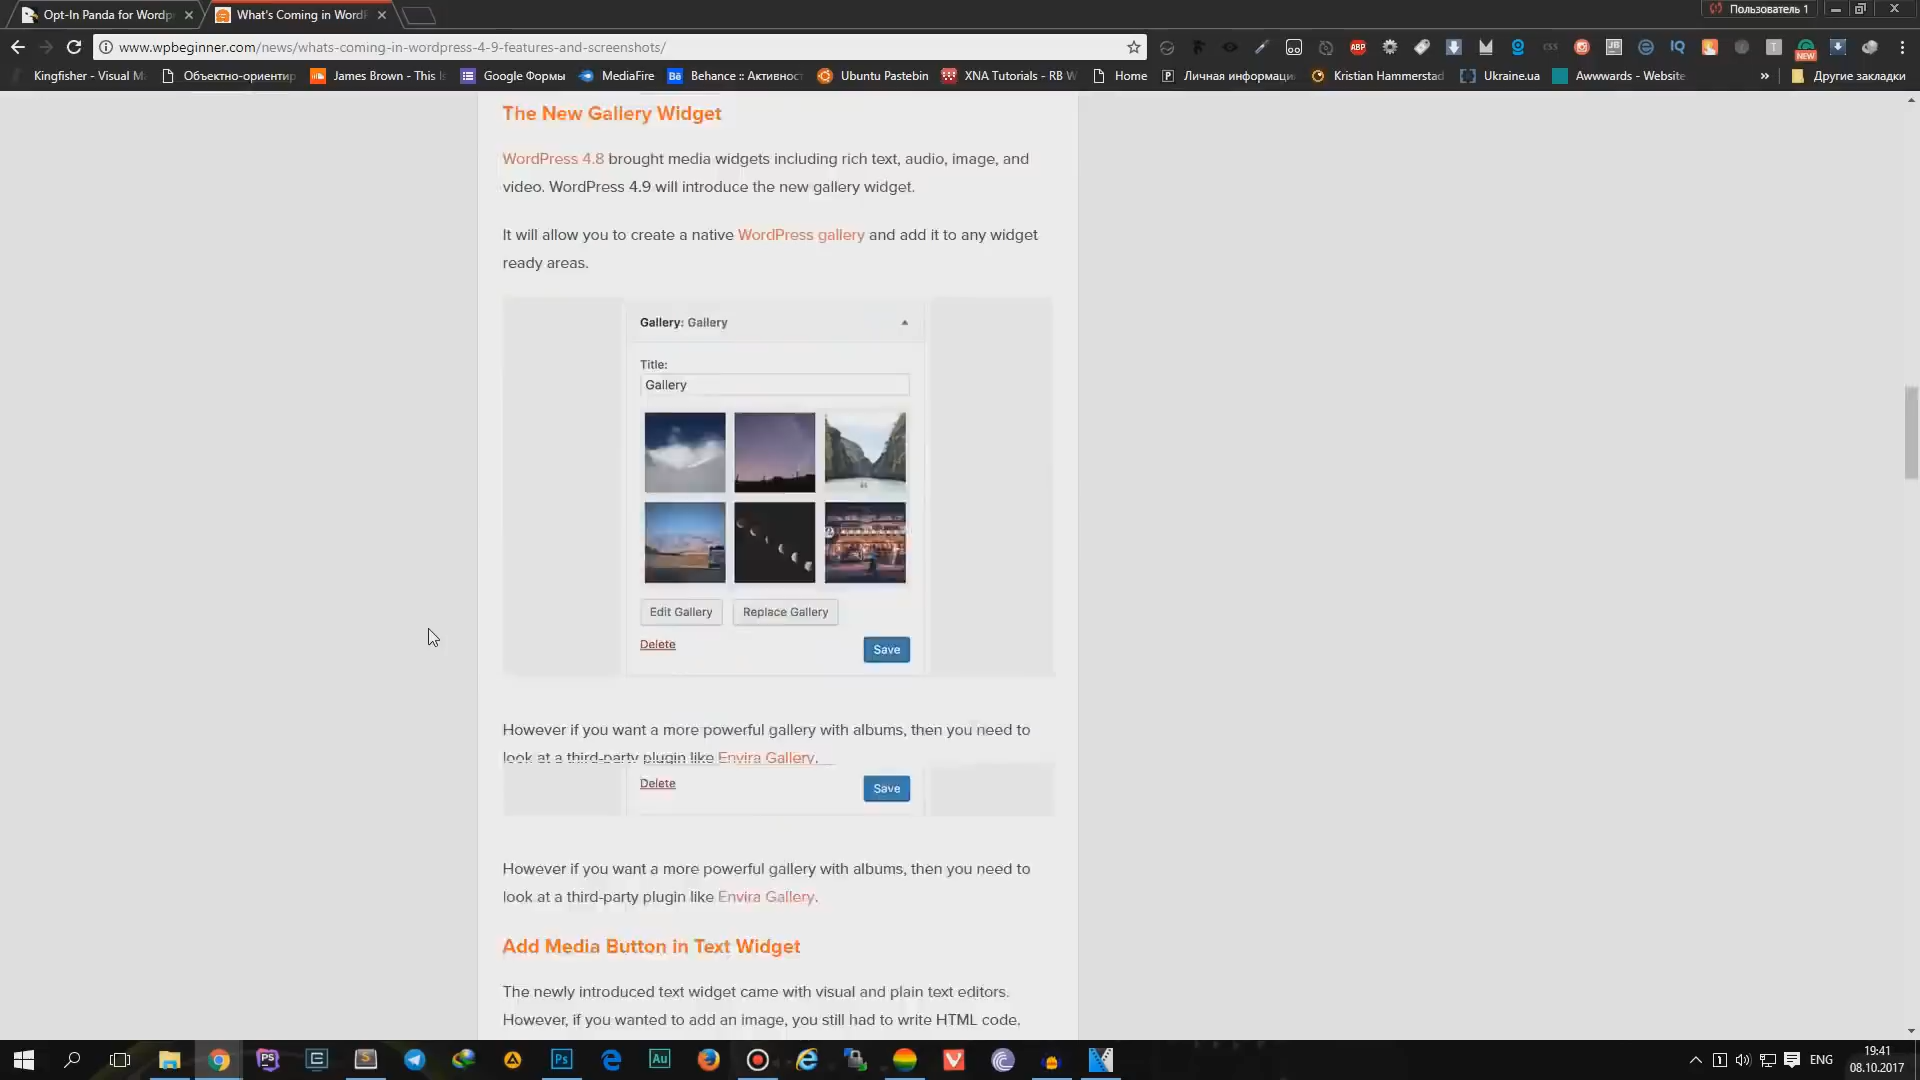 Opt-In Panda for Wordp
What's Coming in WordP
Пользователь 1
www.wpbeginner.com/news/whats-coming-in-wordpress-4-9-features-and-screenshots/
ABP
css
IQ
T
NEW
Kingfisher - Visual M
Объектно-ориентир
James Brown - This I
Google Формы
MediaFire
Behance :: Активнос
Ubuntu Pastebin
XNA Tutorials - RB W
Home
Личная информаци
Kristian Hammerstad
Ukraine.ua
Awwwards - Website
»
Другие закладки
The New Gallery Widget
WordPress 4.8 brought media widgets including rich text, audio, image, and
video. WordPress 4.9 will introduce the new gallery widget.
It will allow you to create a native WordPress gallery and add it to any widget
ready areas.
Gallery: Gallery
Title:
Gallery
Edit Gallery
Replace Gallery
Delete
Save
However if you want a more powerful gallery with albums, then you need to
look at a third-party plugin like Envira Gallery.
Delete
Save
However if you want a more powerful gallery with albums, then you need to
look at a third-party plugin like Envira Gallery.
Add Media Button in Text Widget
The newly introduced text widget came with visual and plain text editors.
However, if you wanted to add an image, you still had to write HTML code.
Ps
Au
ENG
19:41
08.10.2017